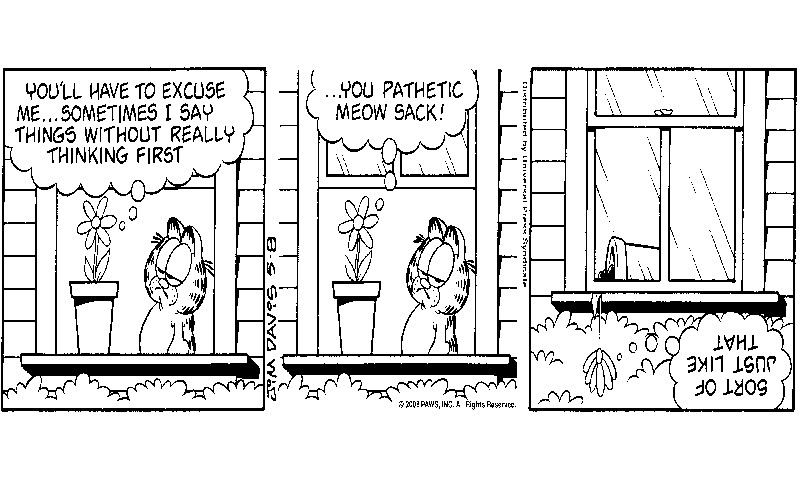 YOU'LL HAVE TO EXCUSE
ME...SOMETIMES I SAY
THINGS WITHOUT REALLY
THINKING FIRST
JIM DAVIS 5-8
...YOU PATHETIC
MEOW SACK!
© 2008 PAWS, INC. All Rights Reserved.
Distributed by Universal Press Syndicate
SORT OF
JUST LIKE
THAT